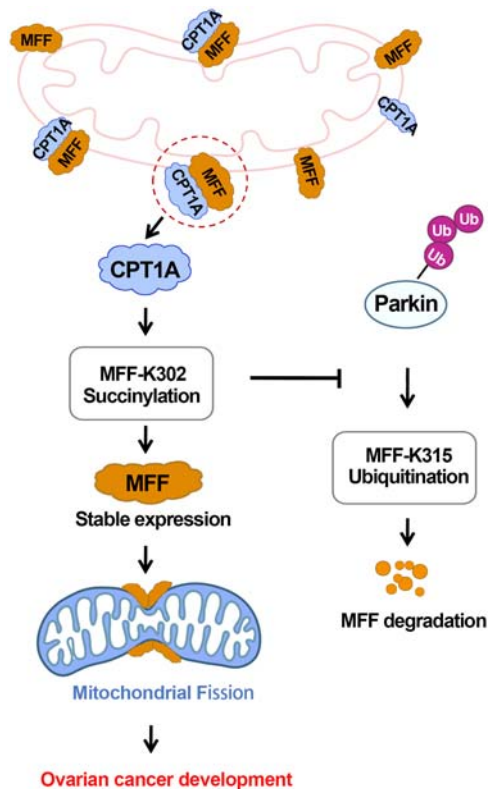 MFF
CPT1A
MFF
MFF
CPT1A
CPT1A
MFF
CPT1A
MFF
MFF
CPT1A
Ub
Ub
Ub
Parkin
MFF-K302
Succinylation
MFF-K315
Ubiquitination
MFF
Stable expression
MFF degradation
Mitochondrial Fission
Ovarian cancer development